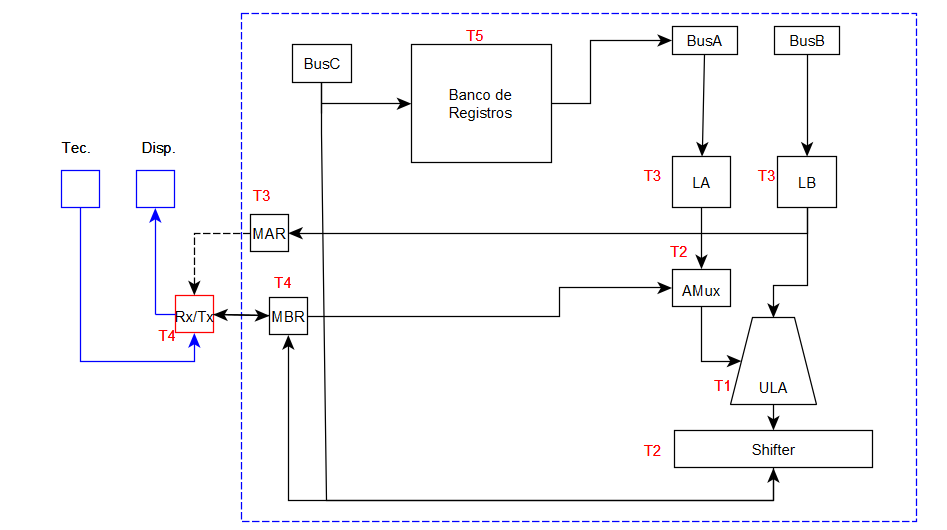 T5
BusA
BusB
BusC
Banco de
Registros
Tec.
Disp.
T3
LA
T3
LB
T3
MAR
T2
AMux
T4
MBR
Rx/Tx
T4
T1
ULA
T2
Shifter